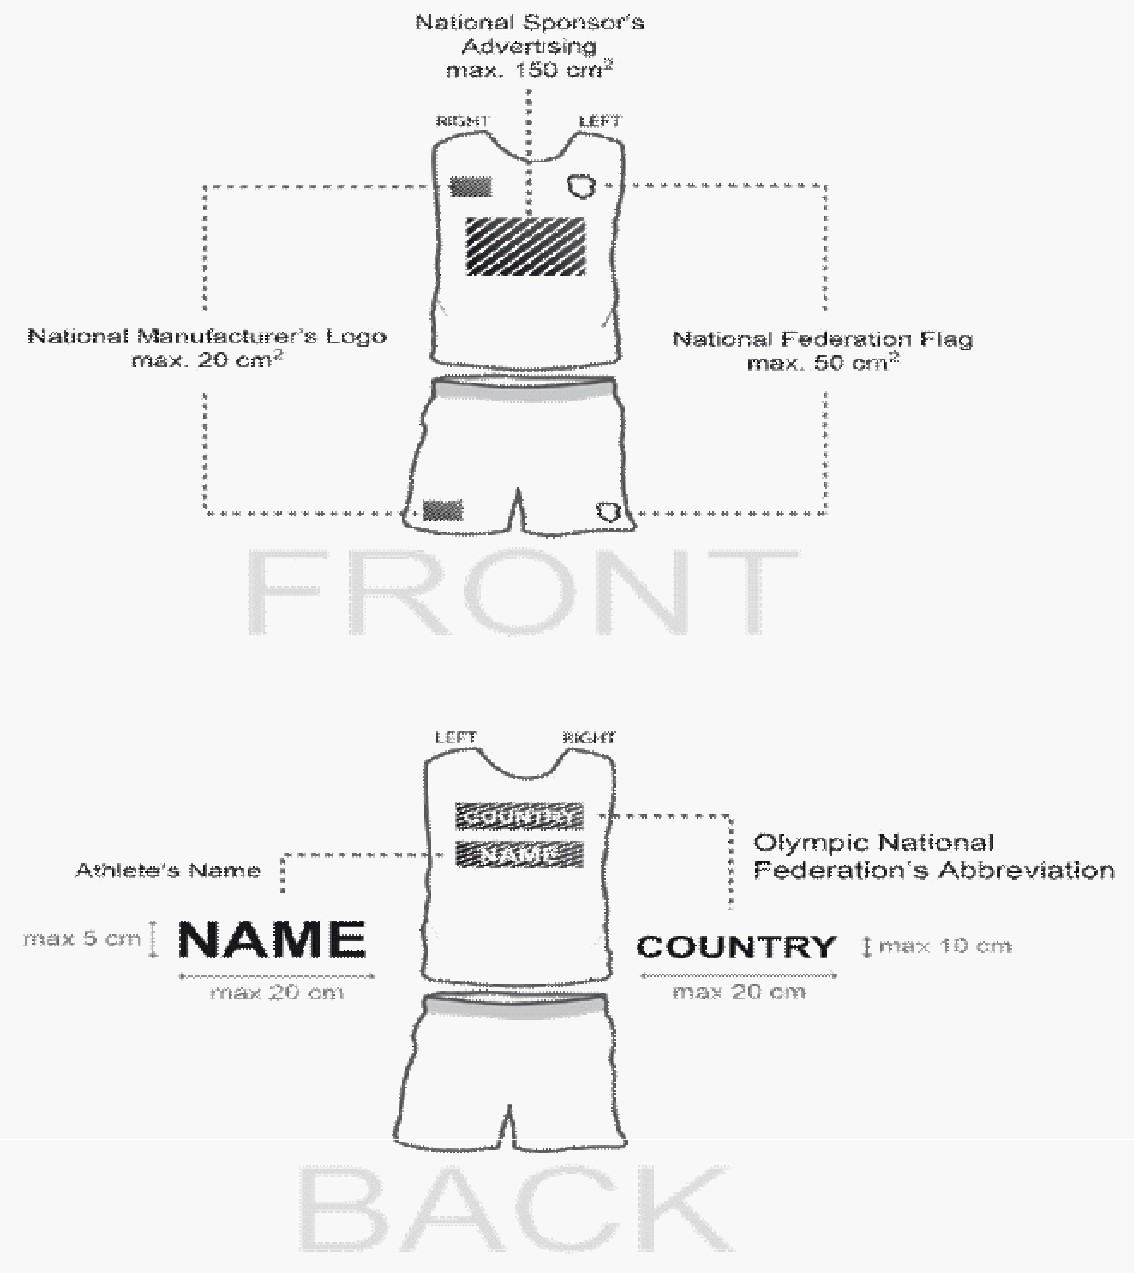 National Sponsor's
Advertising
max. 150 cm²
RIGHT
LEFT
National Manufacturer's Logo
max. 20 cm²
National Federation Flag
max. 50 cm²
FRONT
LEFT
RIGHT
COUNTRY
NAME
Athlete's Name
Olympic National
Federation's Abbreviation
max 5 cm
NAME
COUNTRY
max 10 cm
max 20 cm
max 20 cm
BACK